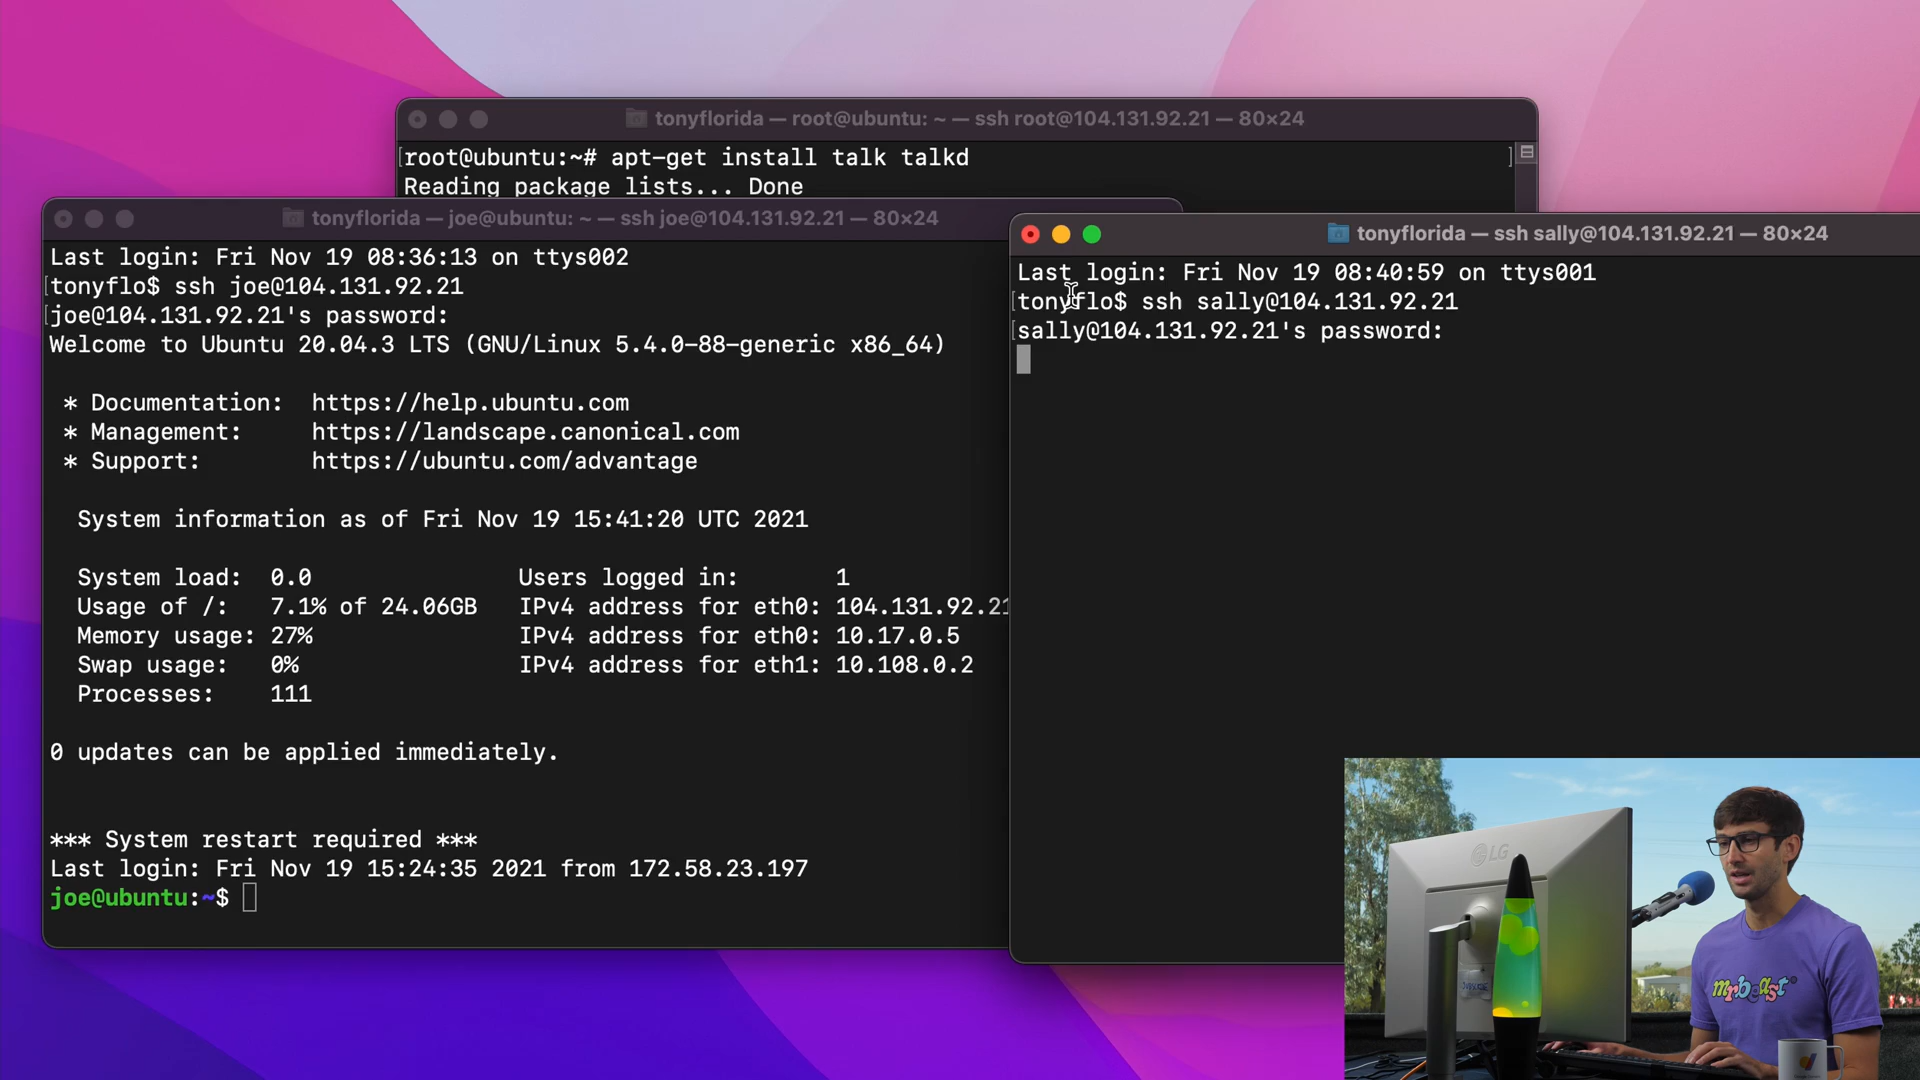 tonyflorida — root@ubuntu: ~ — ssh root@104.131.92.21 — 80×24
[root@ubuntu:~# apt-get install talk talkd ]
Reading package lists... Done
tonyflorida — joe@ubuntu: ~ — ssh joe@104.131.92.21 — 80×24
Last login: Fri Nov 19 08:36:13 on ttys002
[tonyflo$ ssh joe@104.131.92.21
[joe@104.131.92.21's password:
Welcome to Ubuntu 20.04.3 LTS (GNU/Linux 5.4.0-88-generic x86_64)
* Documentation: https://help.ubuntu.com
* Management: https://landscape.canonical.com
* Support: https://ubuntu.com/advantage
System information as of Fri Nov 19 15:41:20 UTC 2021
System load: 0.0 Users logged in: 1
Usage of /: 7.1% of 24.06GB IPv4 address for eth0: 104.131.92.21
Memory usage: 27% IPv4 address for eth0: 10.17.0.5
Swap usage: 0% IPv4 address for eth1: 10.108.0.2
Processes: 111
0 updates can be applied immediately.
*** System restart required ***
Last login: Fri Nov 19 15:24:35 2021 from 172.58.23.197
joe@ubuntu:~$
tonyflorida — ssh sally@104.131.92.21 — 80×24
Last login: Fri Nov 19 08:40:59 on ttys001
[tonyflo$ ssh sally@104.131.92.21
[sally@104.131.92.21's password:
LG
mrbeast